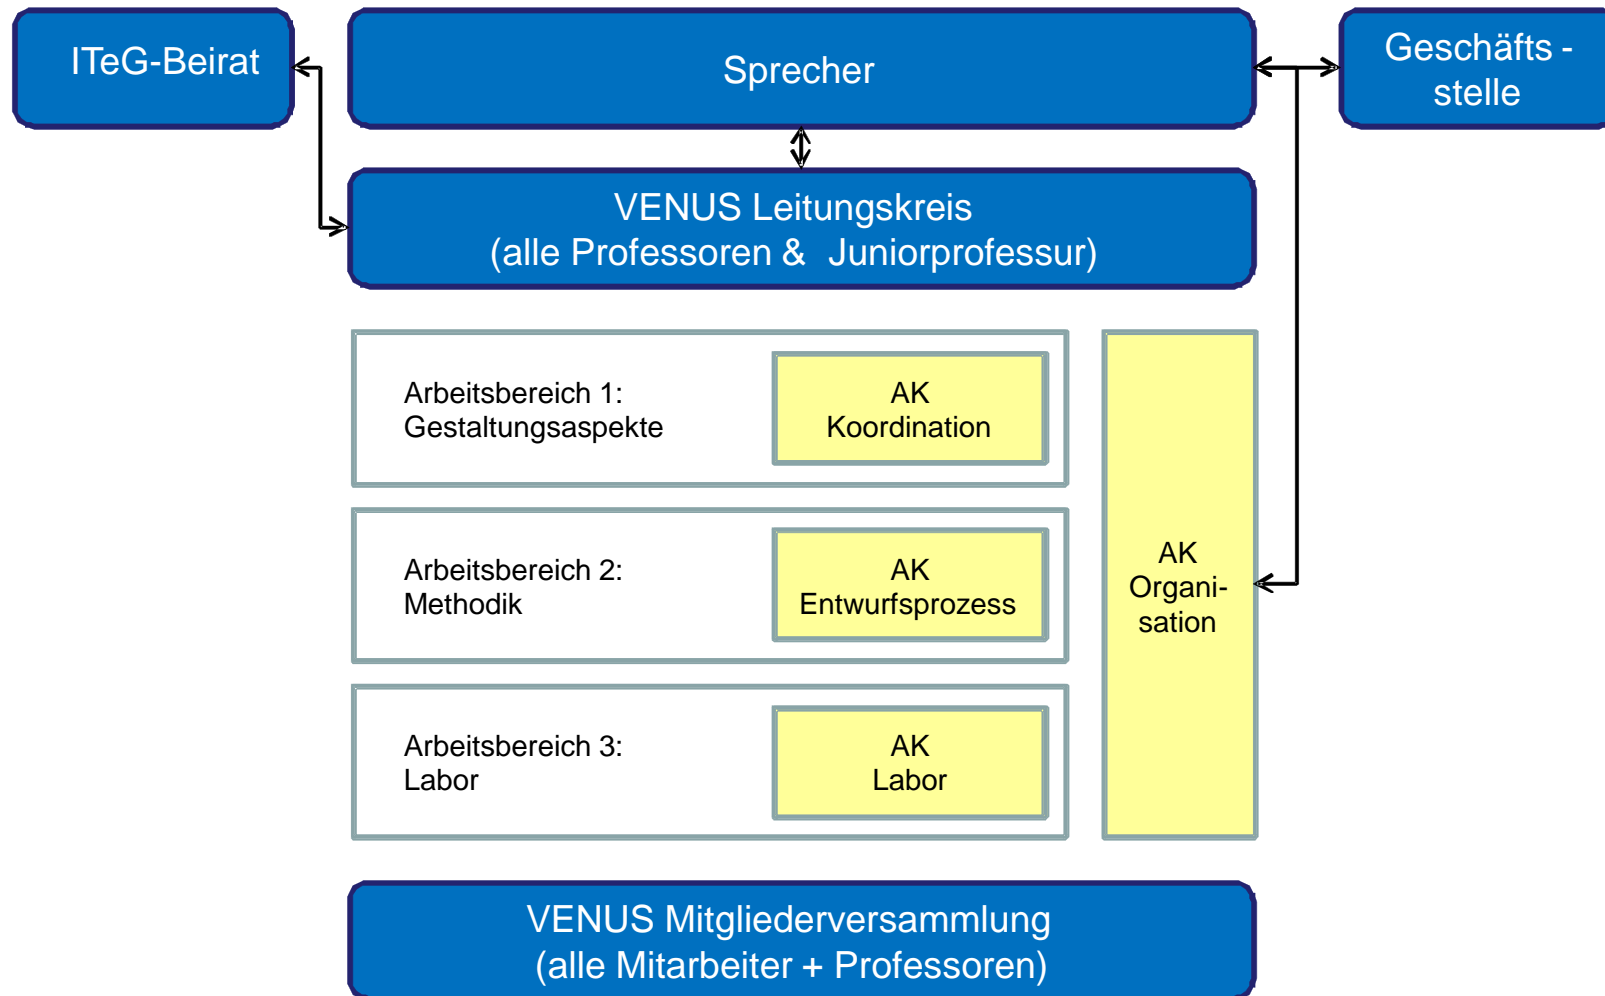 ITeG-Beirat
Sprecher
Geschäfts -
stelle
VENUS Leitungskreis
(alle Professoren & Juniorprofessur)
Arbeitsbereich 1:
Gestaltungsaspekte
AK
Koordination
Arbeitsbereich 2:
Methodik
AK
Entwurfsprozess
AK
Organi-
sation
Arbeitsbereich 3:
Labor
AK
Labor
VENUS Mitgliederversammlung
(alle Mitarbeiter + Professoren)